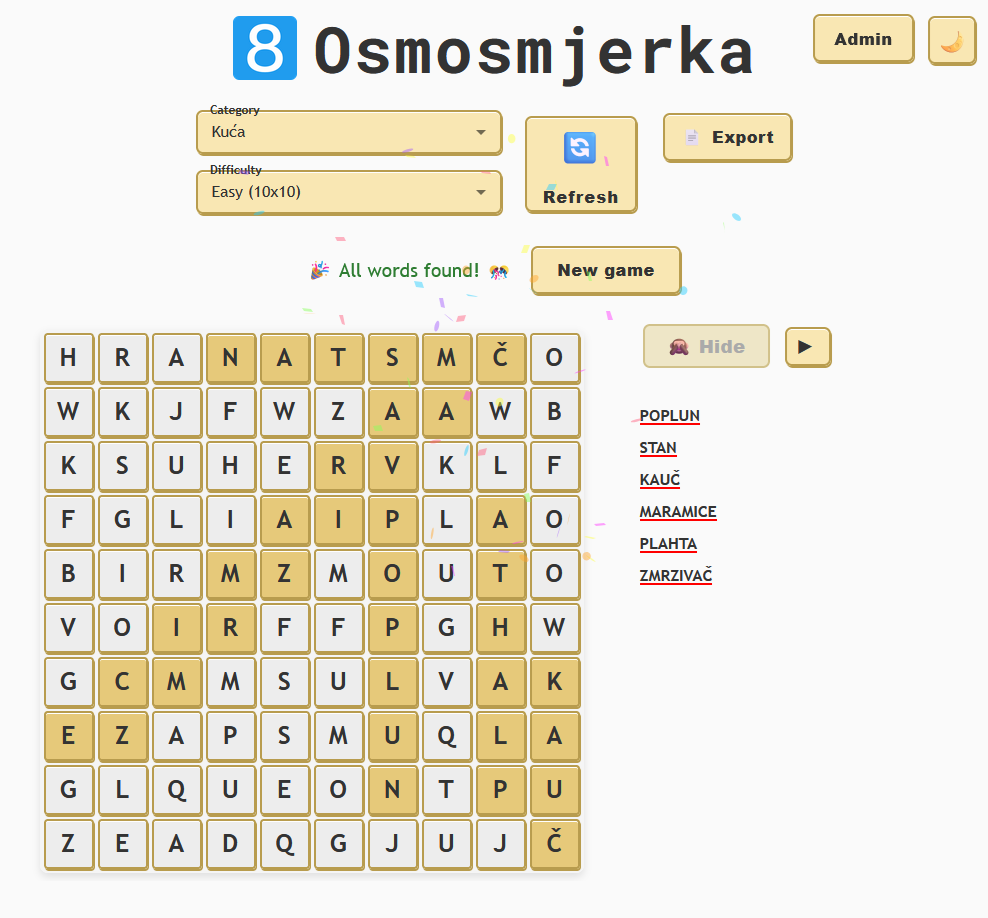 8 Osmosmjerka
Admin
Category
Kuća
Difficulty
Easy (10x10)
Refresh
Export
All words found!
New game
Hide
H R A N A T S M Č O
W K J F W Z A A W B
K S U H E R V K L F
F G L I A I P L A O
B I R M Z M O U T O
V O I R F F P G H W
G C M M S U L V A K
E Z A P S M U Q L A
G L Q U E O N T P U
Z E A D Q G J U J Č
POPLUN
STAN
KAUČ
MARAMICE
PLAHTA
ZMRZIVAČ